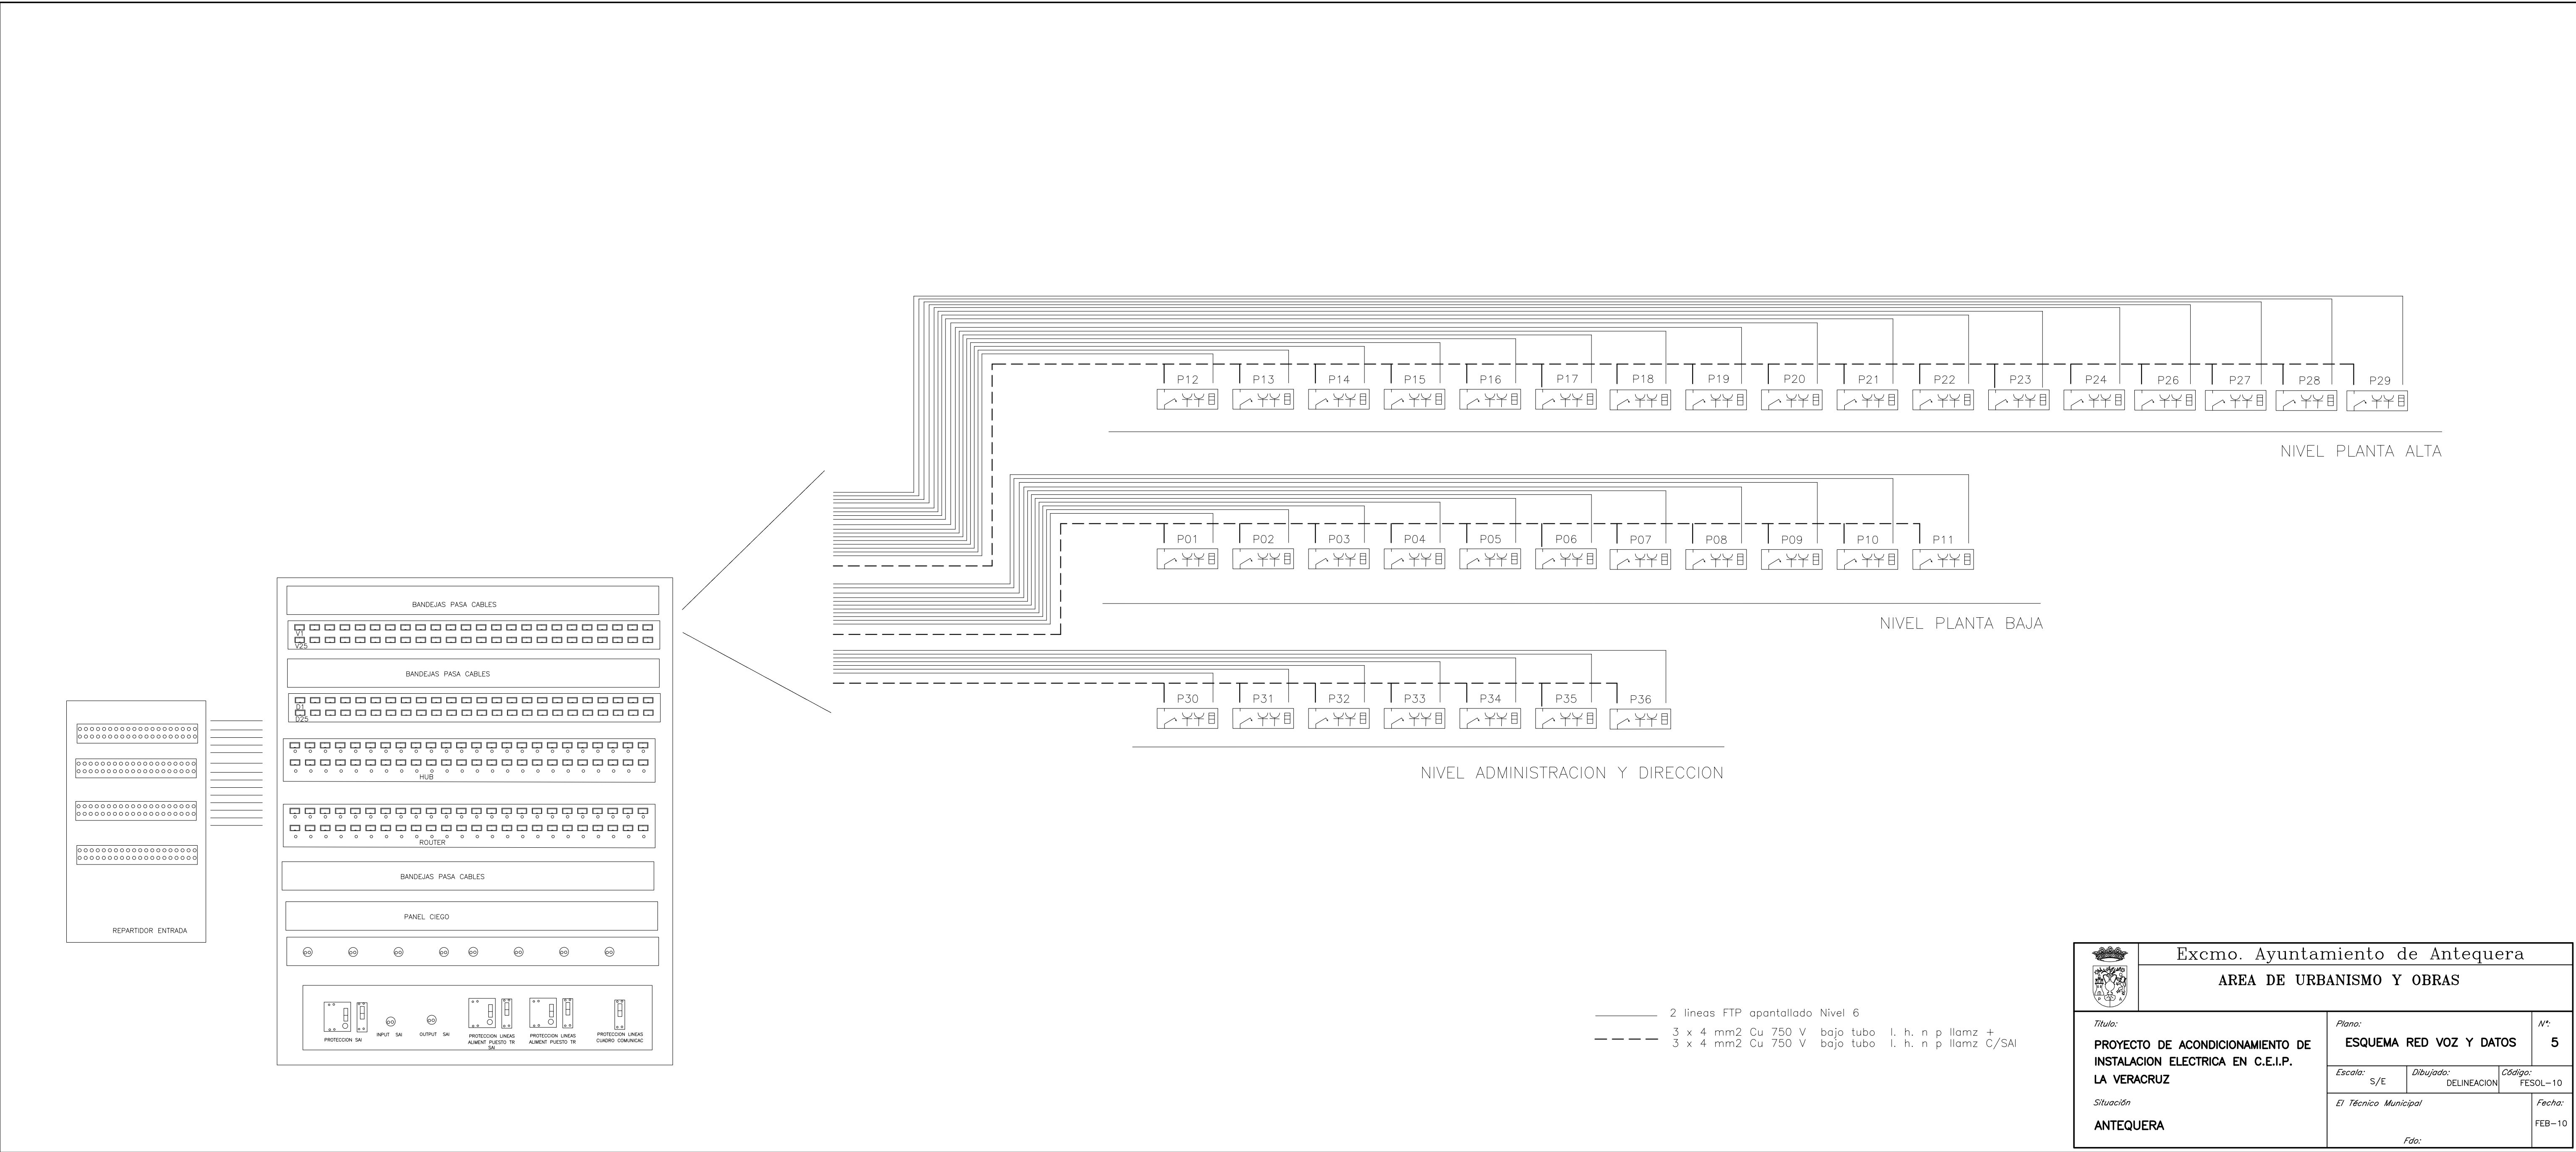 P12 P13 P14 P15 P16 P17 P18 P19 P20 P21 P22 P23 P24 P26 P27 P28 P29
NIVEL PLANTA ALTA
P01 P02 P03 P04 P05 P06 P07 P08 P09 P10 P11
NIVEL PLANTA BAJA
P30 P31 P32 P33 P34 P35 P36
NIVEL ADMINISTRACION Y DIRECCION
BANDEJAS PASA CABLES
V1
V25
BANDEJAS PASA CABLES
D1
D25
HUB
ROUTER
BANDEJAS PASA CABLES
PANEL CIEGO
REPARTIDOR ENTRADA
PROTECCION SAI
INPUT SAI
OUTPUT SAI
PROTECCION LINEAS
ALIMENT PUESTO TR
SAI
PROTECCION LINEAS
ALIMENT PUESTO TR
PROTECCION LINEAS
CUADRO COMUNICAC
2 lineas FTP apantallado Nivel 6
3 x 4 mm2 Cu 750 V bajo tubo l. h. n p llamz +
3 x 4 mm2 Cu 750 V bajo tubo l. h. n p llamz C/SAI
Excmo. Ayuntamiento de Antequera
AREA DE URBANISMO Y OBRAS
Titulo:
PROYECTO DE ACONDICIONAMIENTO DE
INSTALACION ELECTRICA EN C.E.I.P.
LA VERACRUZ
Situación
ANTEQUERA
Plano:
ESQUEMA RED VOZ Y DATOS
Nº:
5
Escala:
S/E
Dibujado:
DELINEACION
Código:
FESOL-10
El Técnico Municipal
Fdo:
Fecha:
FEB-10